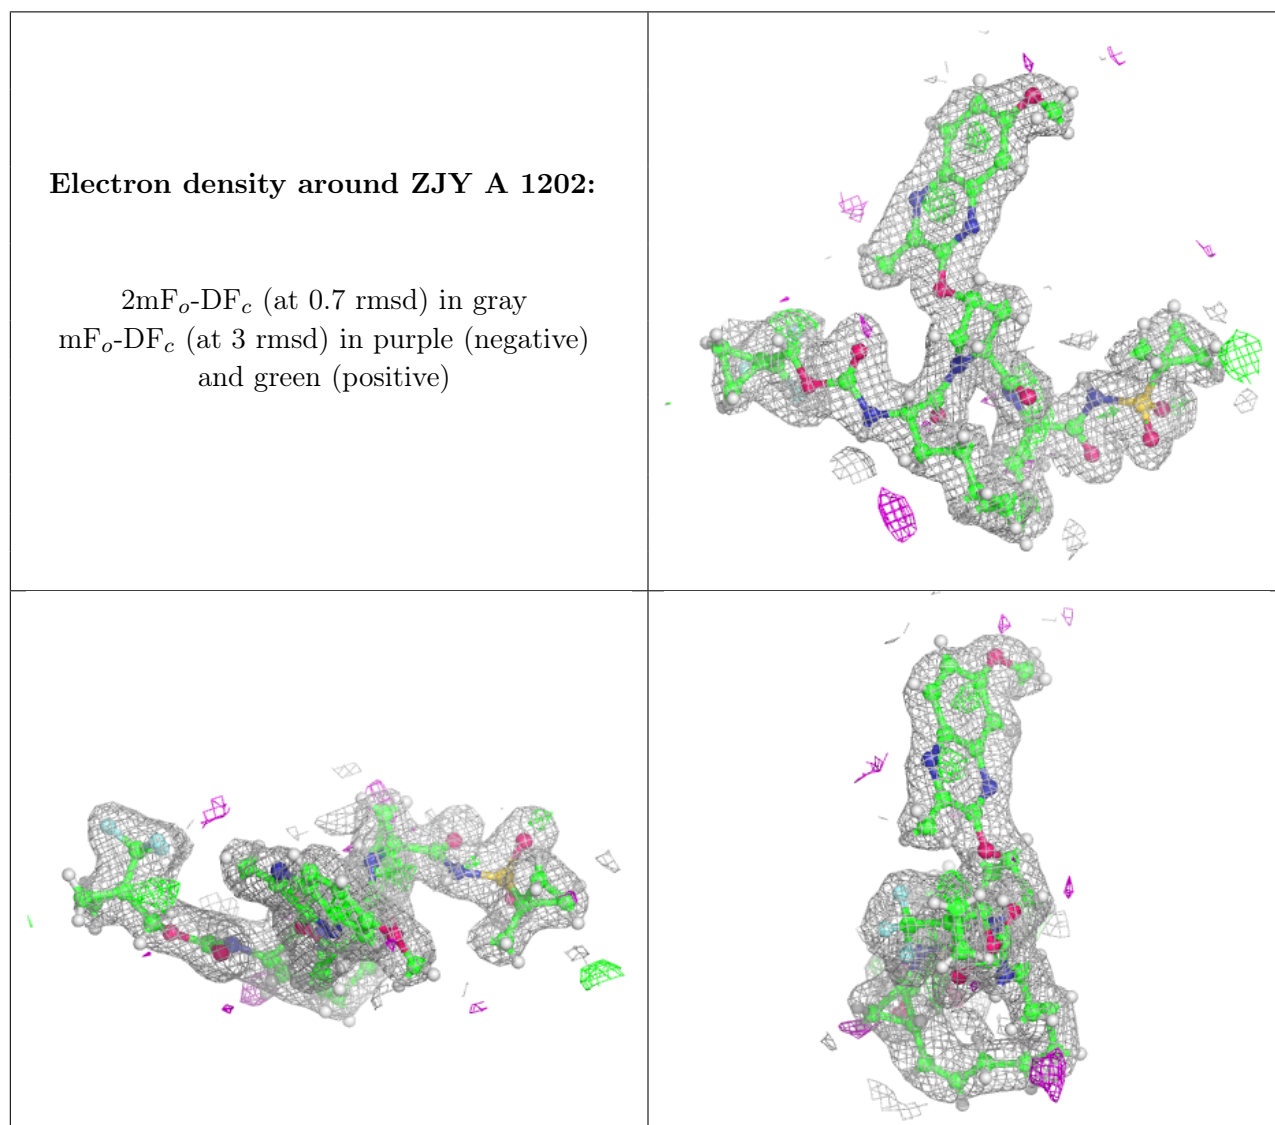 Electron density around ZJY A 1202:
2mFo-DFc (at 0.7 rmsd) in gray
mFo-DFc (at 3 rmsd) in purple (negative)
and green (positive)